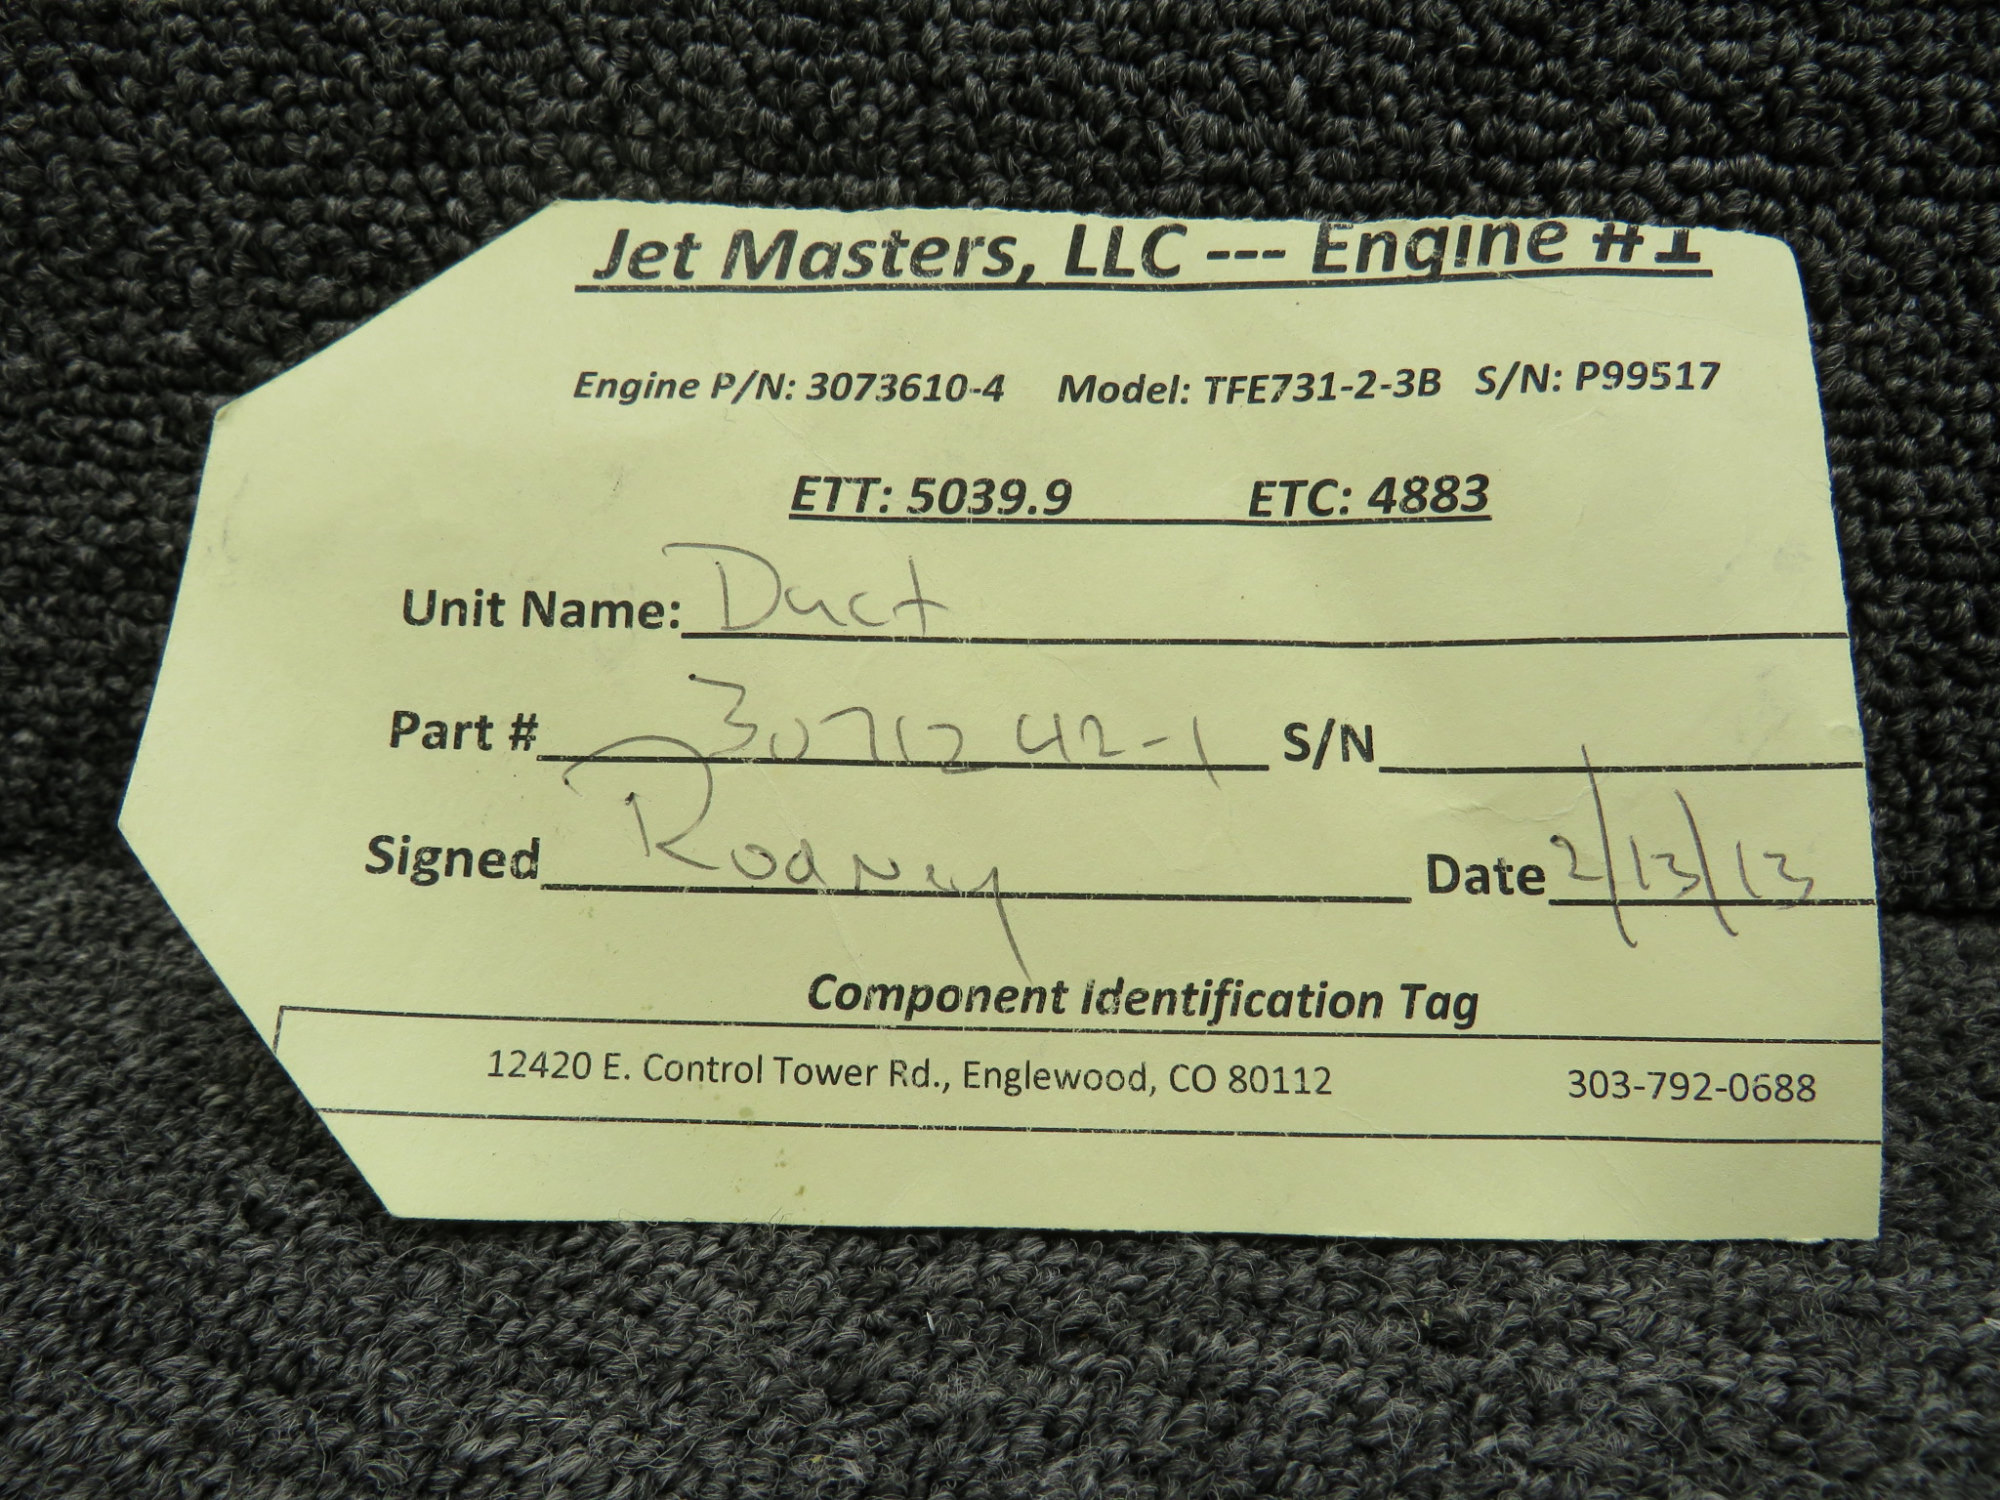 Jet Masters, LLC --- Engine #1
Engine P/N: 3073610-4 Model: TFE731-2-3B S/N: P99517
ETT: 5039.9 ETC: 4883
Unit Name: Duct
Part # 3071242-1 S/N
Signed Rodney Date 2/13/13
Component Identification Tag
12420 E. Control Tower Rd., Englewood, CO 80112 303-792-0688